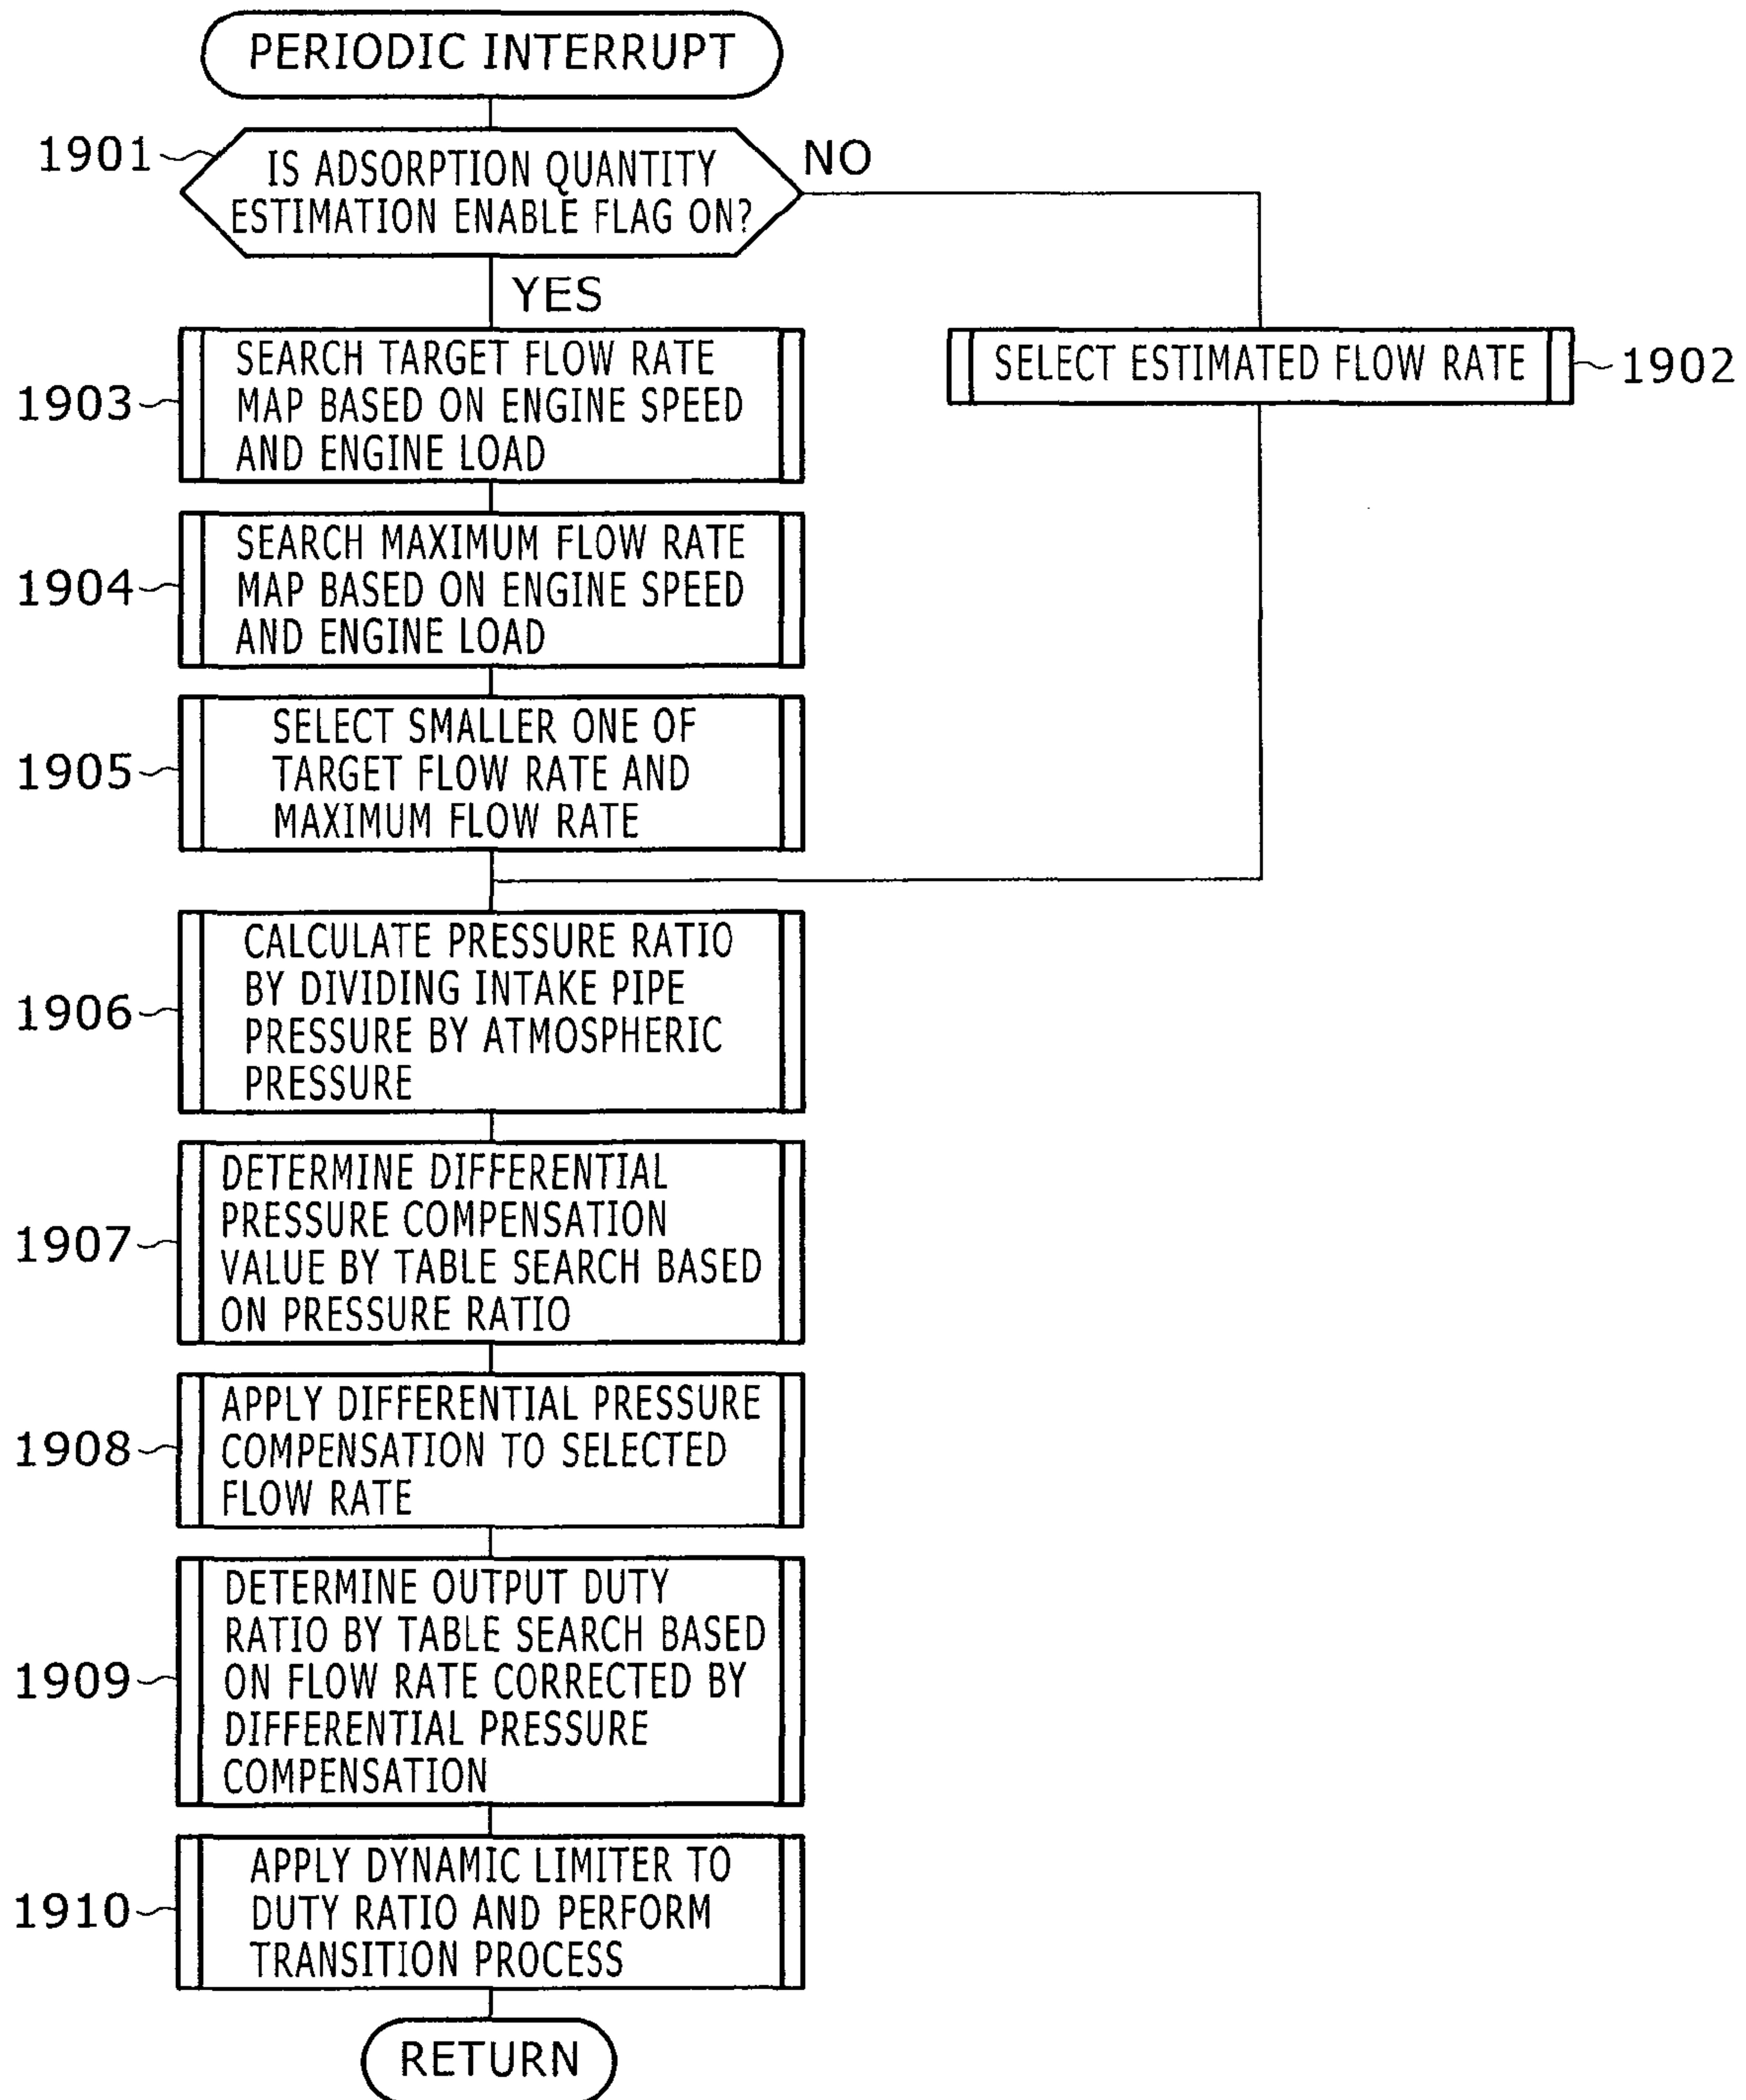 PERIODIC INTERRUPT
1901
IS ADSORPTION QUANTITY
ESTIMATION ENABLE FLAG ON?
NO
YES
SELECT ESTIMATED FLOW RATE
1902
1903
SEARCH TARGET FLOW RATE
MAP BASED ON ENGINE SPEED
AND ENGINE LOAD
1904
SEARCH MAXIMUM FLOW RATE
MAP BASED ON ENGINE SPEED
AND ENGINE LOAD
1905
SELECT SMALLER ONE OF
TARGET FLOW RATE AND
MAXIMUM FLOW RATE
1906
CALCULATE PRESSURE RATIO
BY DIVIDING INTAKE PIPE
PRESSURE BY ATMOSPHERIC
PRESSURE
1907
DETERMINE DIFFERENTIAL
PRESSURE COMPENSATION
VALUE BY TABLE SEARCH BASED
ON PRESSURE RATIO
1908
APPLY DIFFERENTIAL PRESSURE
COMPENSATION TO SELECTED
FLOW RATE
1909
DETERMINE OUTPUT DUTY
RATIO BY TABLE SEARCH BASED
ON FLOW RATE CORRECTED BY
DIFFERENTIAL PRESSURE
COMPENSATION
1910
APPLY DYNAMIC LIMITER TO
DUTY RATIO AND PERFORM
TRANSITION PROCESS
RETURN